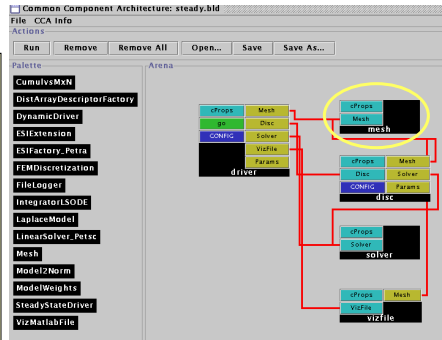 Common Component Architecture: steady.bld
File CCA Info
Actions
Run Remove Remove All Open... Save Save As...
Palette
CumulvsMxN
DistArrayDescriptorFactory
DynamicDriver
ESIExtension
ESIFactory_Petra
FEMDiscretization
FileLogger
IntegratorLSODE
LaplaceModel
LinearSolver_Petsc
Mesh
Model2Norm
ModelWeights
SteadyStateDriver
VizMatlabFile
Arena
cProps Mesh
go Disc
CONFIG Solver
VizFile
Params
driver
cProps
Mesh
mesh
cProps Mesh
Disc Solver
CONFIG Params
disc
cProps
Solver
solver
cProps Mesh
VizFile
vizfile